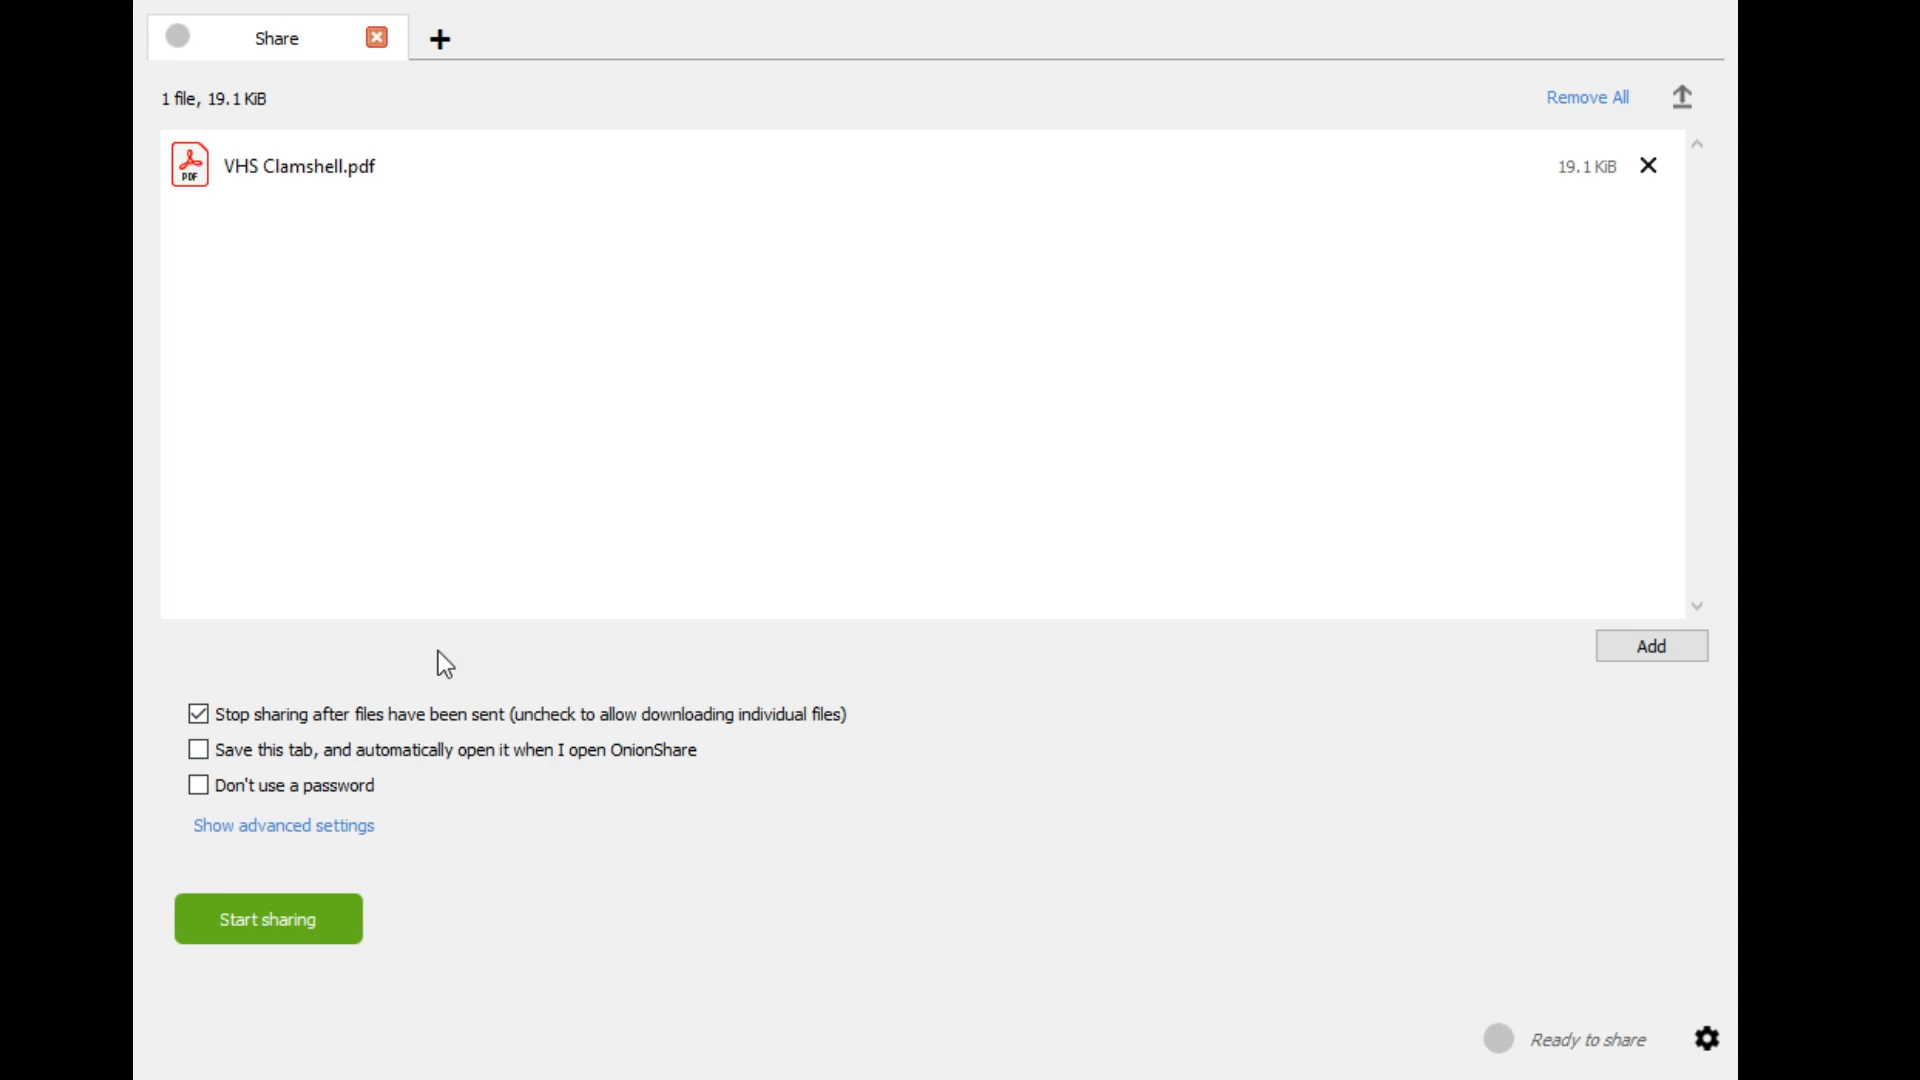 Share
1 file, 19.1 KiB
Remove All
PDF
VHS Clamshell.pdf
19.1 KiB
Add
Stop sharing after files have been sent (uncheck to allow downloading individual files)
Save this tab, and automatically open it when I open OnionShare
Don't use a password
Show advanced settings
Start sharing
Ready to share